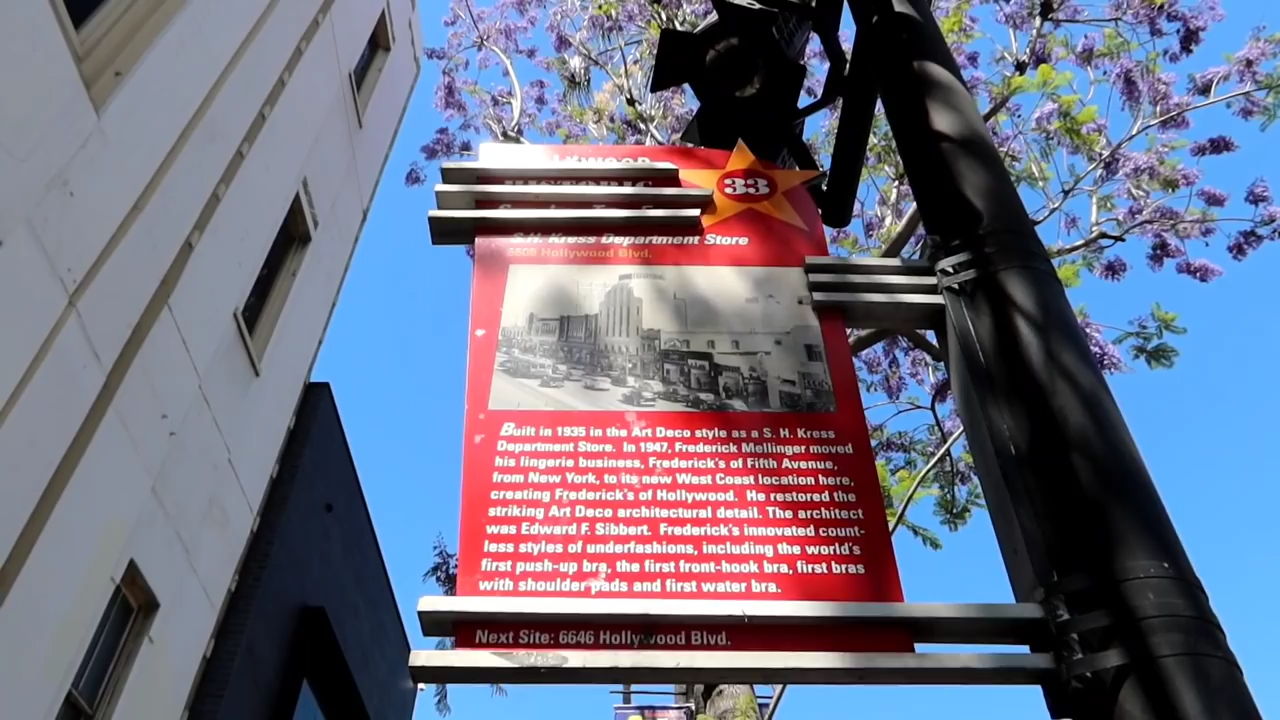 HISTORIC
33
S.H. Kress Department Store
6608 Hollywood Blvd.
Built in 1935 in the Art Deco style as a S. H. Kress
Department Store. In 1947, Frederick Mellinger moved
his lingerie business, Frederick's of Fifth Avenue,
from New York, to its new West Coast location here,
creating Frederick's of Hollywood. He restored the
striking Art Deco architectural detail. The architect
was Edward F. Sibbert. Frederick's innovated count-
less styles of underfashions, including the world's
first push-up bra, the first front-hook bra, first bras
with shoulder pads and first water bra.
Next Site: 6646 Hollywood Blvd.